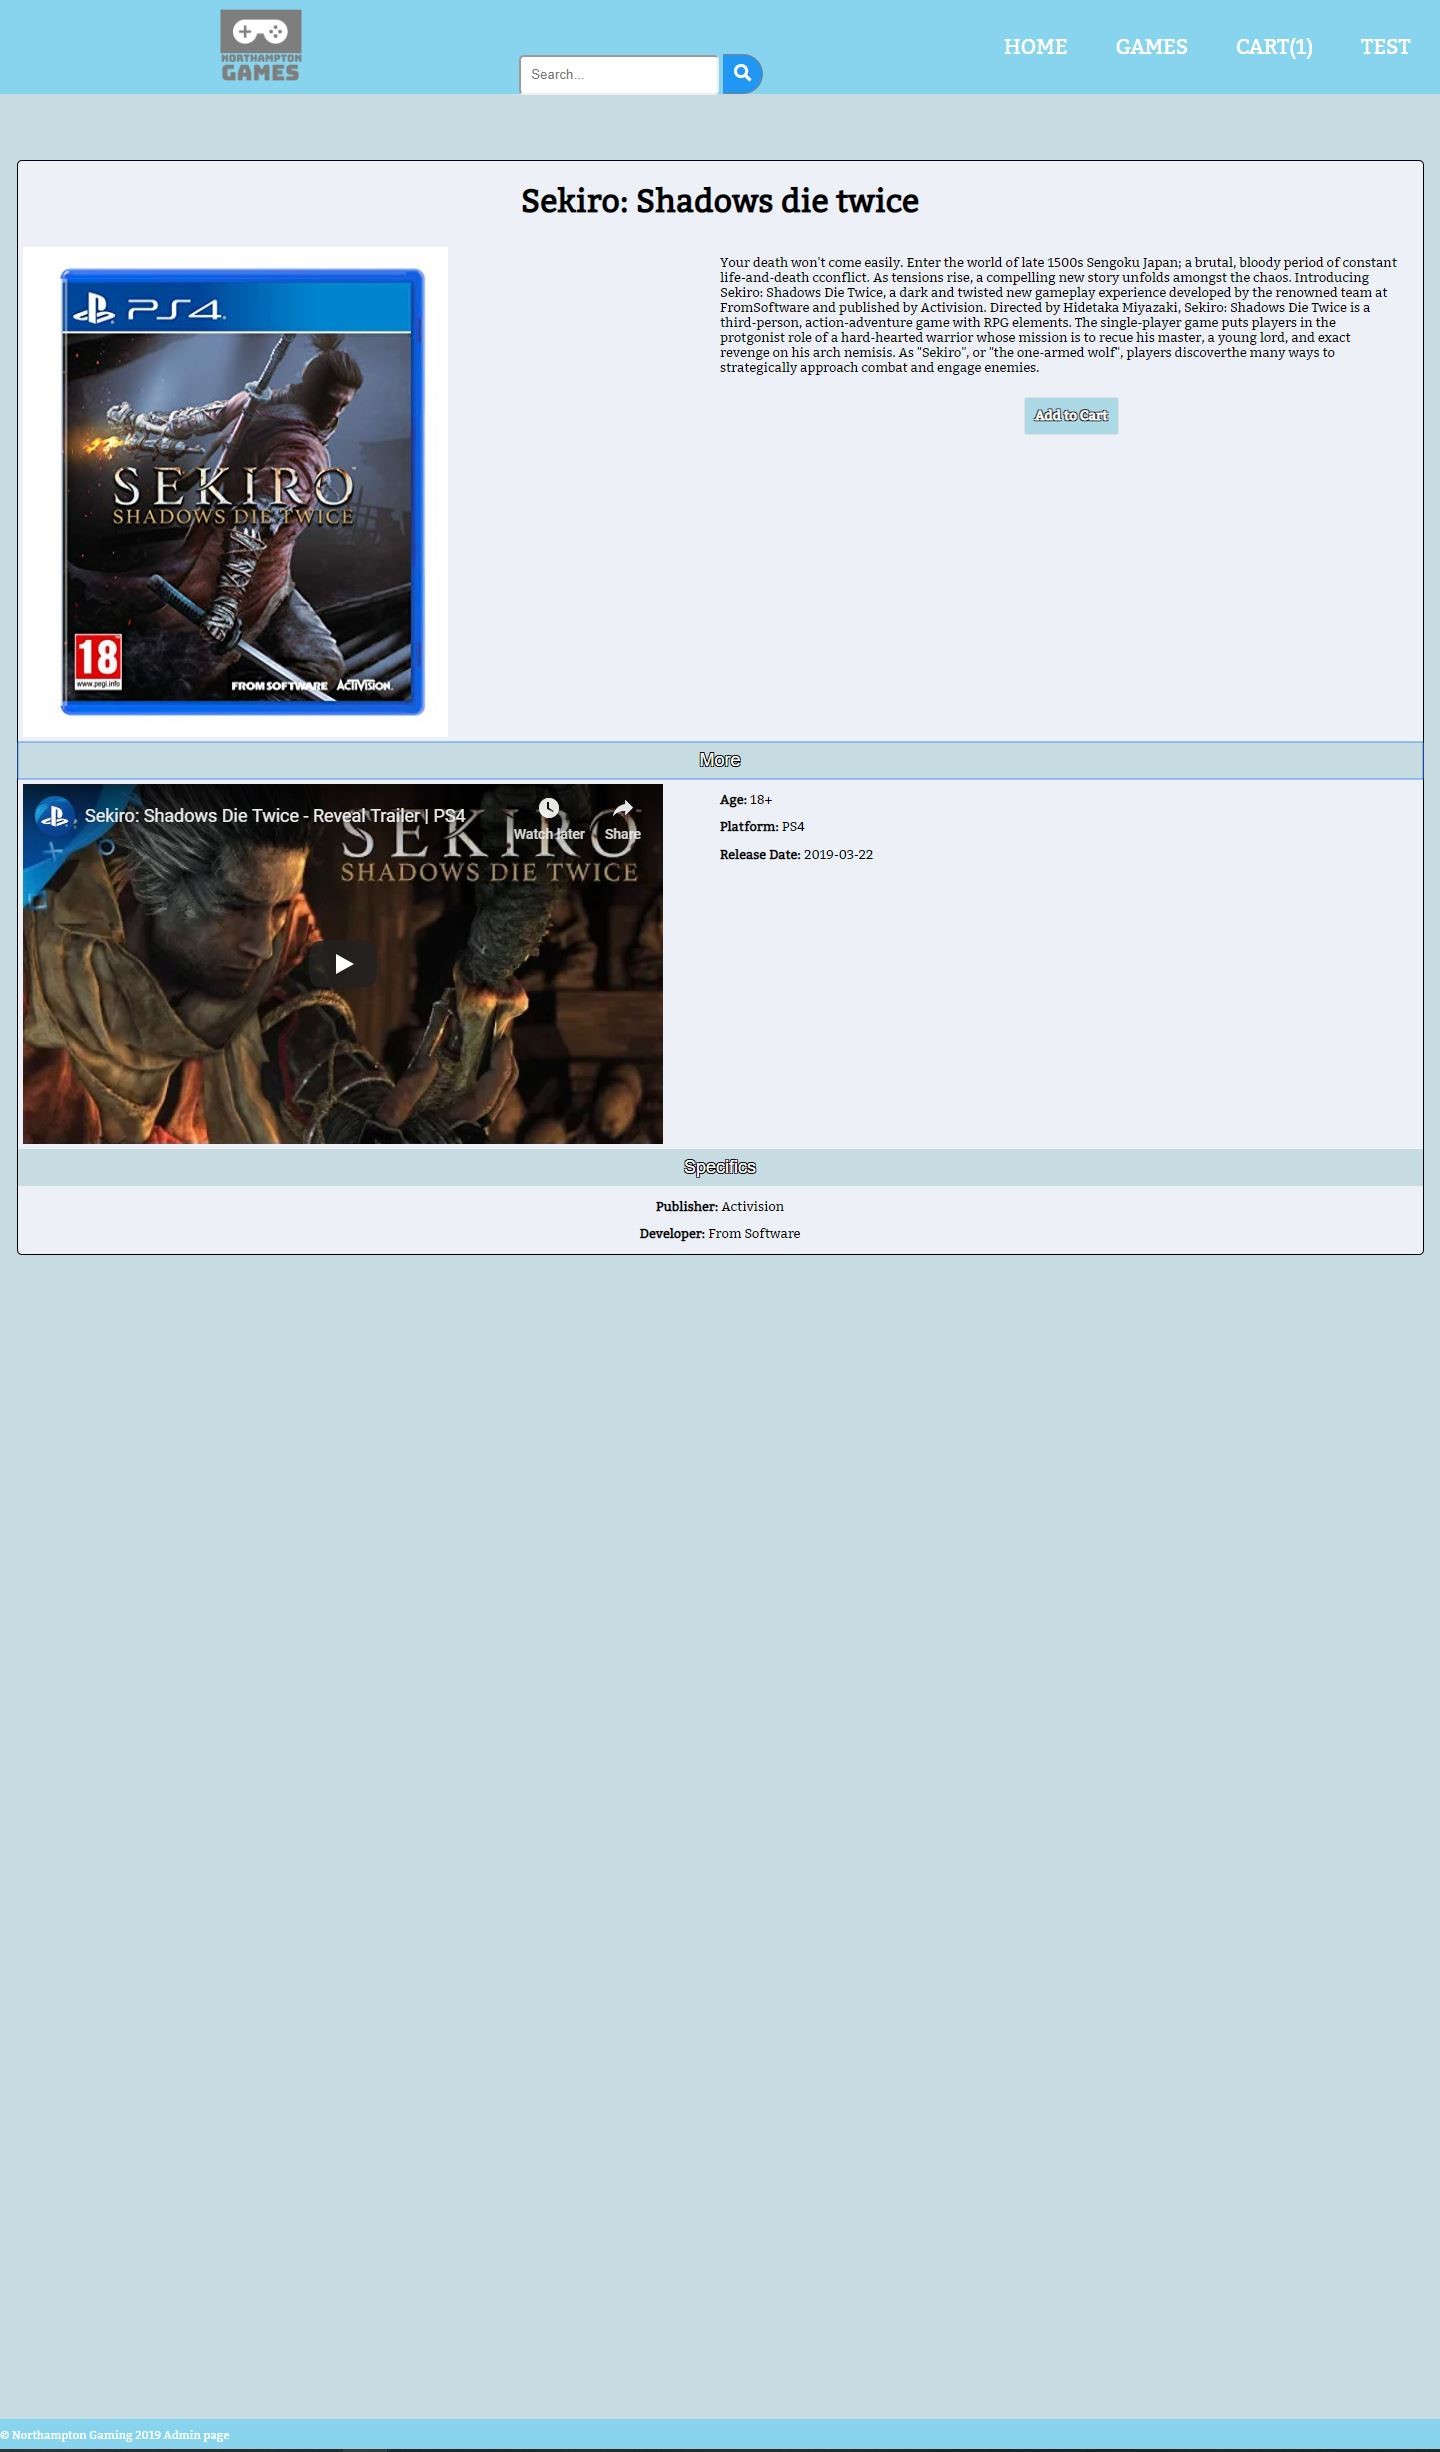 NORTHAMPTON
GAMES
Search...
HOME GAMES CART(1) TEST
Sekiro: Shadows die twice
PS4
SEKIRO
SHADOWS DIE TWICE
18
www.pegi.info
FROMSOFTWARE ACTIVISION
Your death won't come easily. Enter the world of late 1500s Sengoku Japan; a brutal, bloody period of constant
life-and-death cconflict. As tensions rise, a compelling new story unfolds amongst the chaos. Introducing
Sekiro: Shadows Die Twice, a dark and twisted new gameplay experience developed by the renowned team at
FromSoftware and published by Activision. Directed by Hidetaka Miyazaki, Sekiro: Shadows Die Twice is a
third-person, action-adventure game with RPG elements. The single-player game puts players in the
protgonist role of a hard-hearted warrior whose mission is to recue his master, a young lord, and exact
revenge on his arch nemisis. As "Sekiro", or "the one-armed wolf", players discoverthe many ways to
strategically approach combat and engage enemies.
Add to Cart
More
Sekiro: Shadows Die Twice - Reveal Trailer | PS4
Watch later Share
SEKIRO
SHADOWS DIE TWICE
Age: 18+
Platform: PS4
Release Date: 2019-03-22
Specifics
Publisher: Activision
Developer: From Software
© Northampton Gaming 2019 Admin page